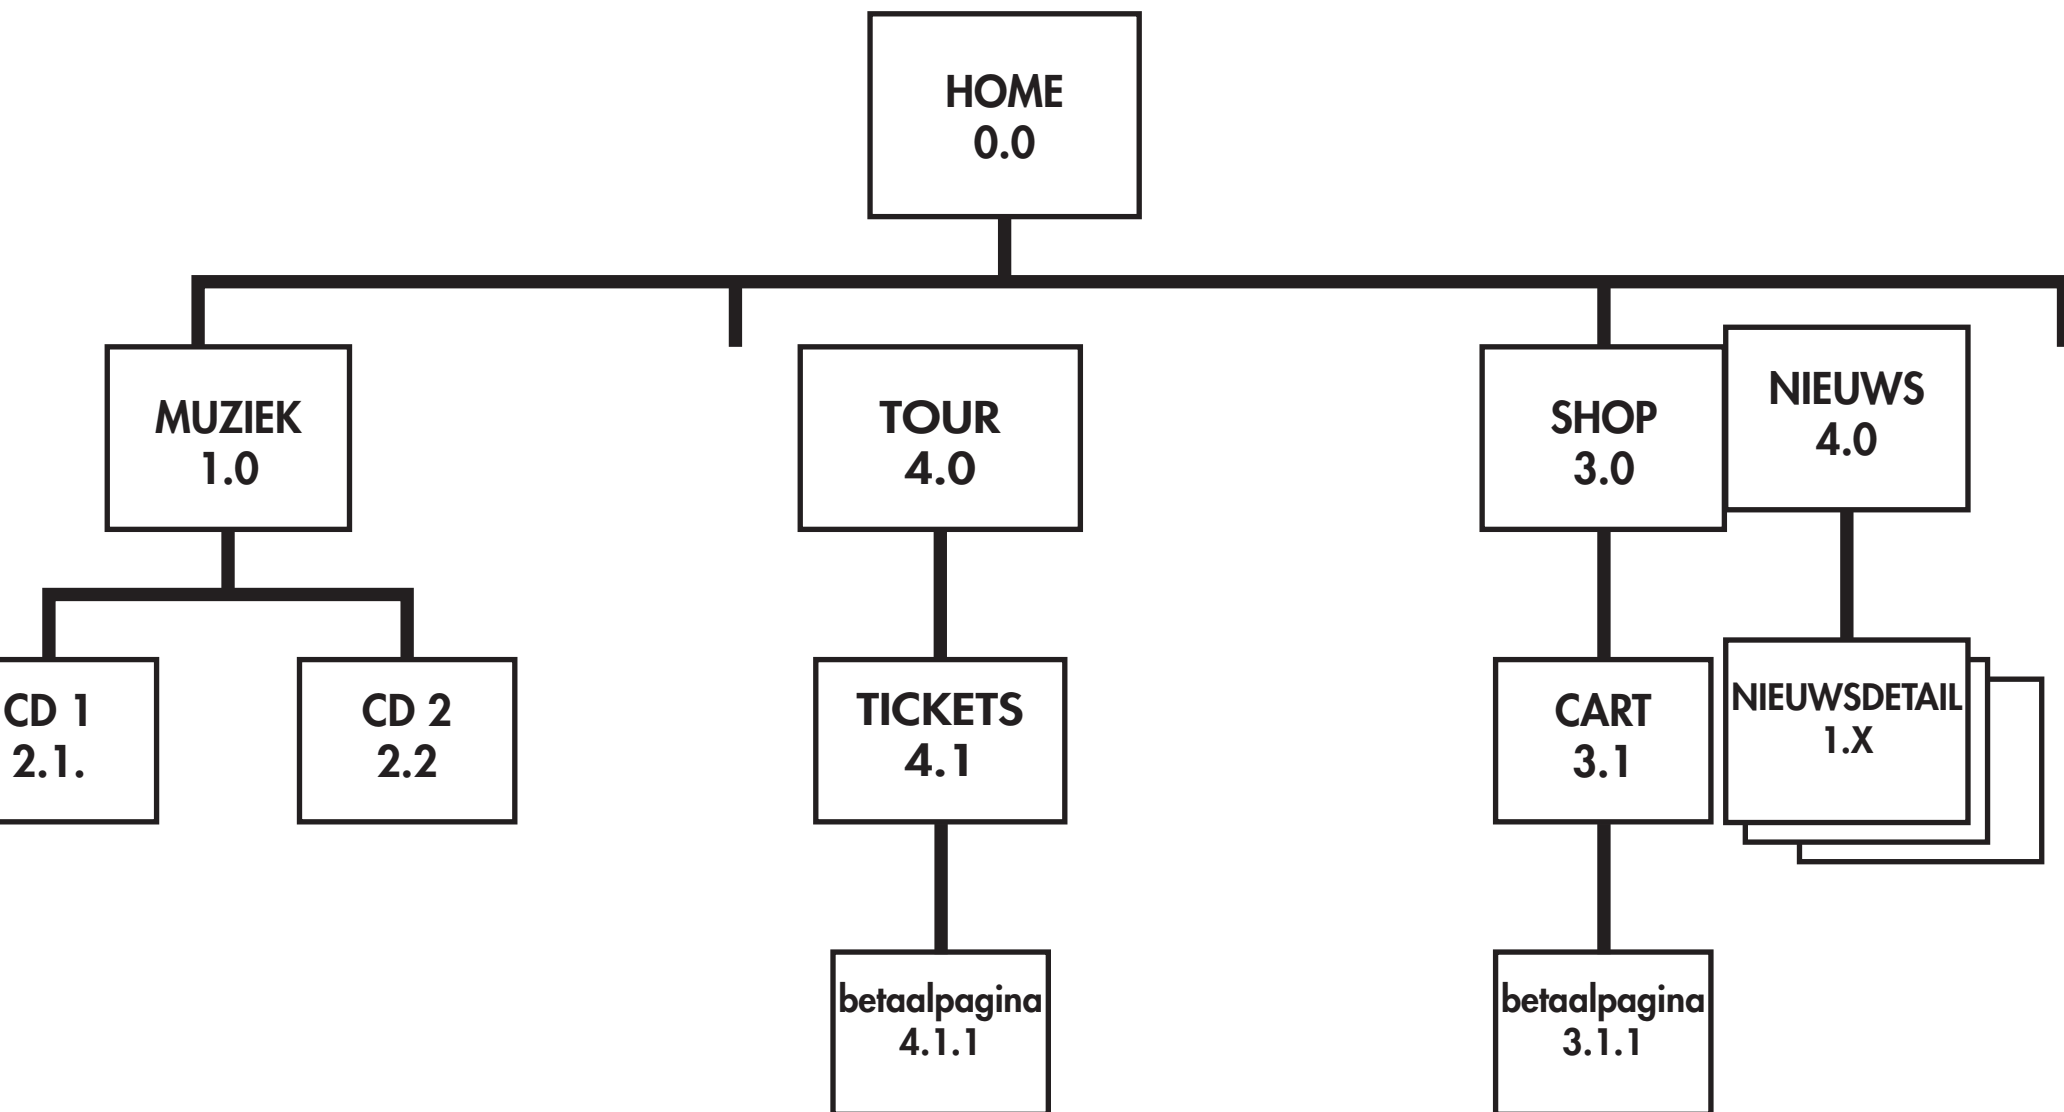 HOME
0.0
MUZIEK
1.0
TOUR
4.0
SHOP
3.0
NIEUWS
4.0
CD 1
2.1.
CD 2
2.2
TICKETS
4.1
CART
3.1
NIEUWSDETAIL
1.X
betaalpagina
4.1.1
betaalpagina
3.1.1